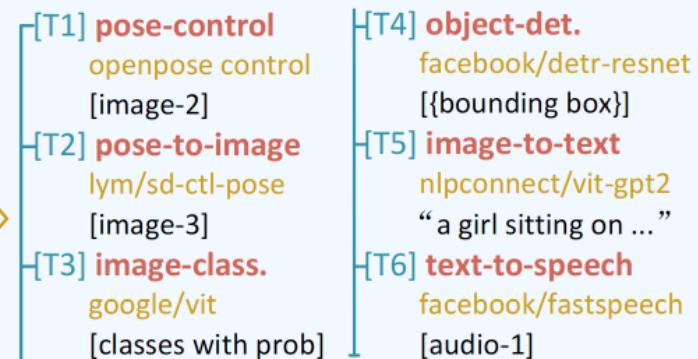 [T1] pose-control
openpose control
[image-2]
[T2] pose-to-image
lym/sd-ctl-pose
[image-3]
[T3] image-class.
google/vit
[classes with prob]
[T4] object-det.
facebook/detr-resnet
[{bounding box}]
[T5] image-to-text
nlpconnect/vit-gpt2
“a girl sitting on ...”
[T6] text-to-speech
facebook/fastspeech
[audio-1]